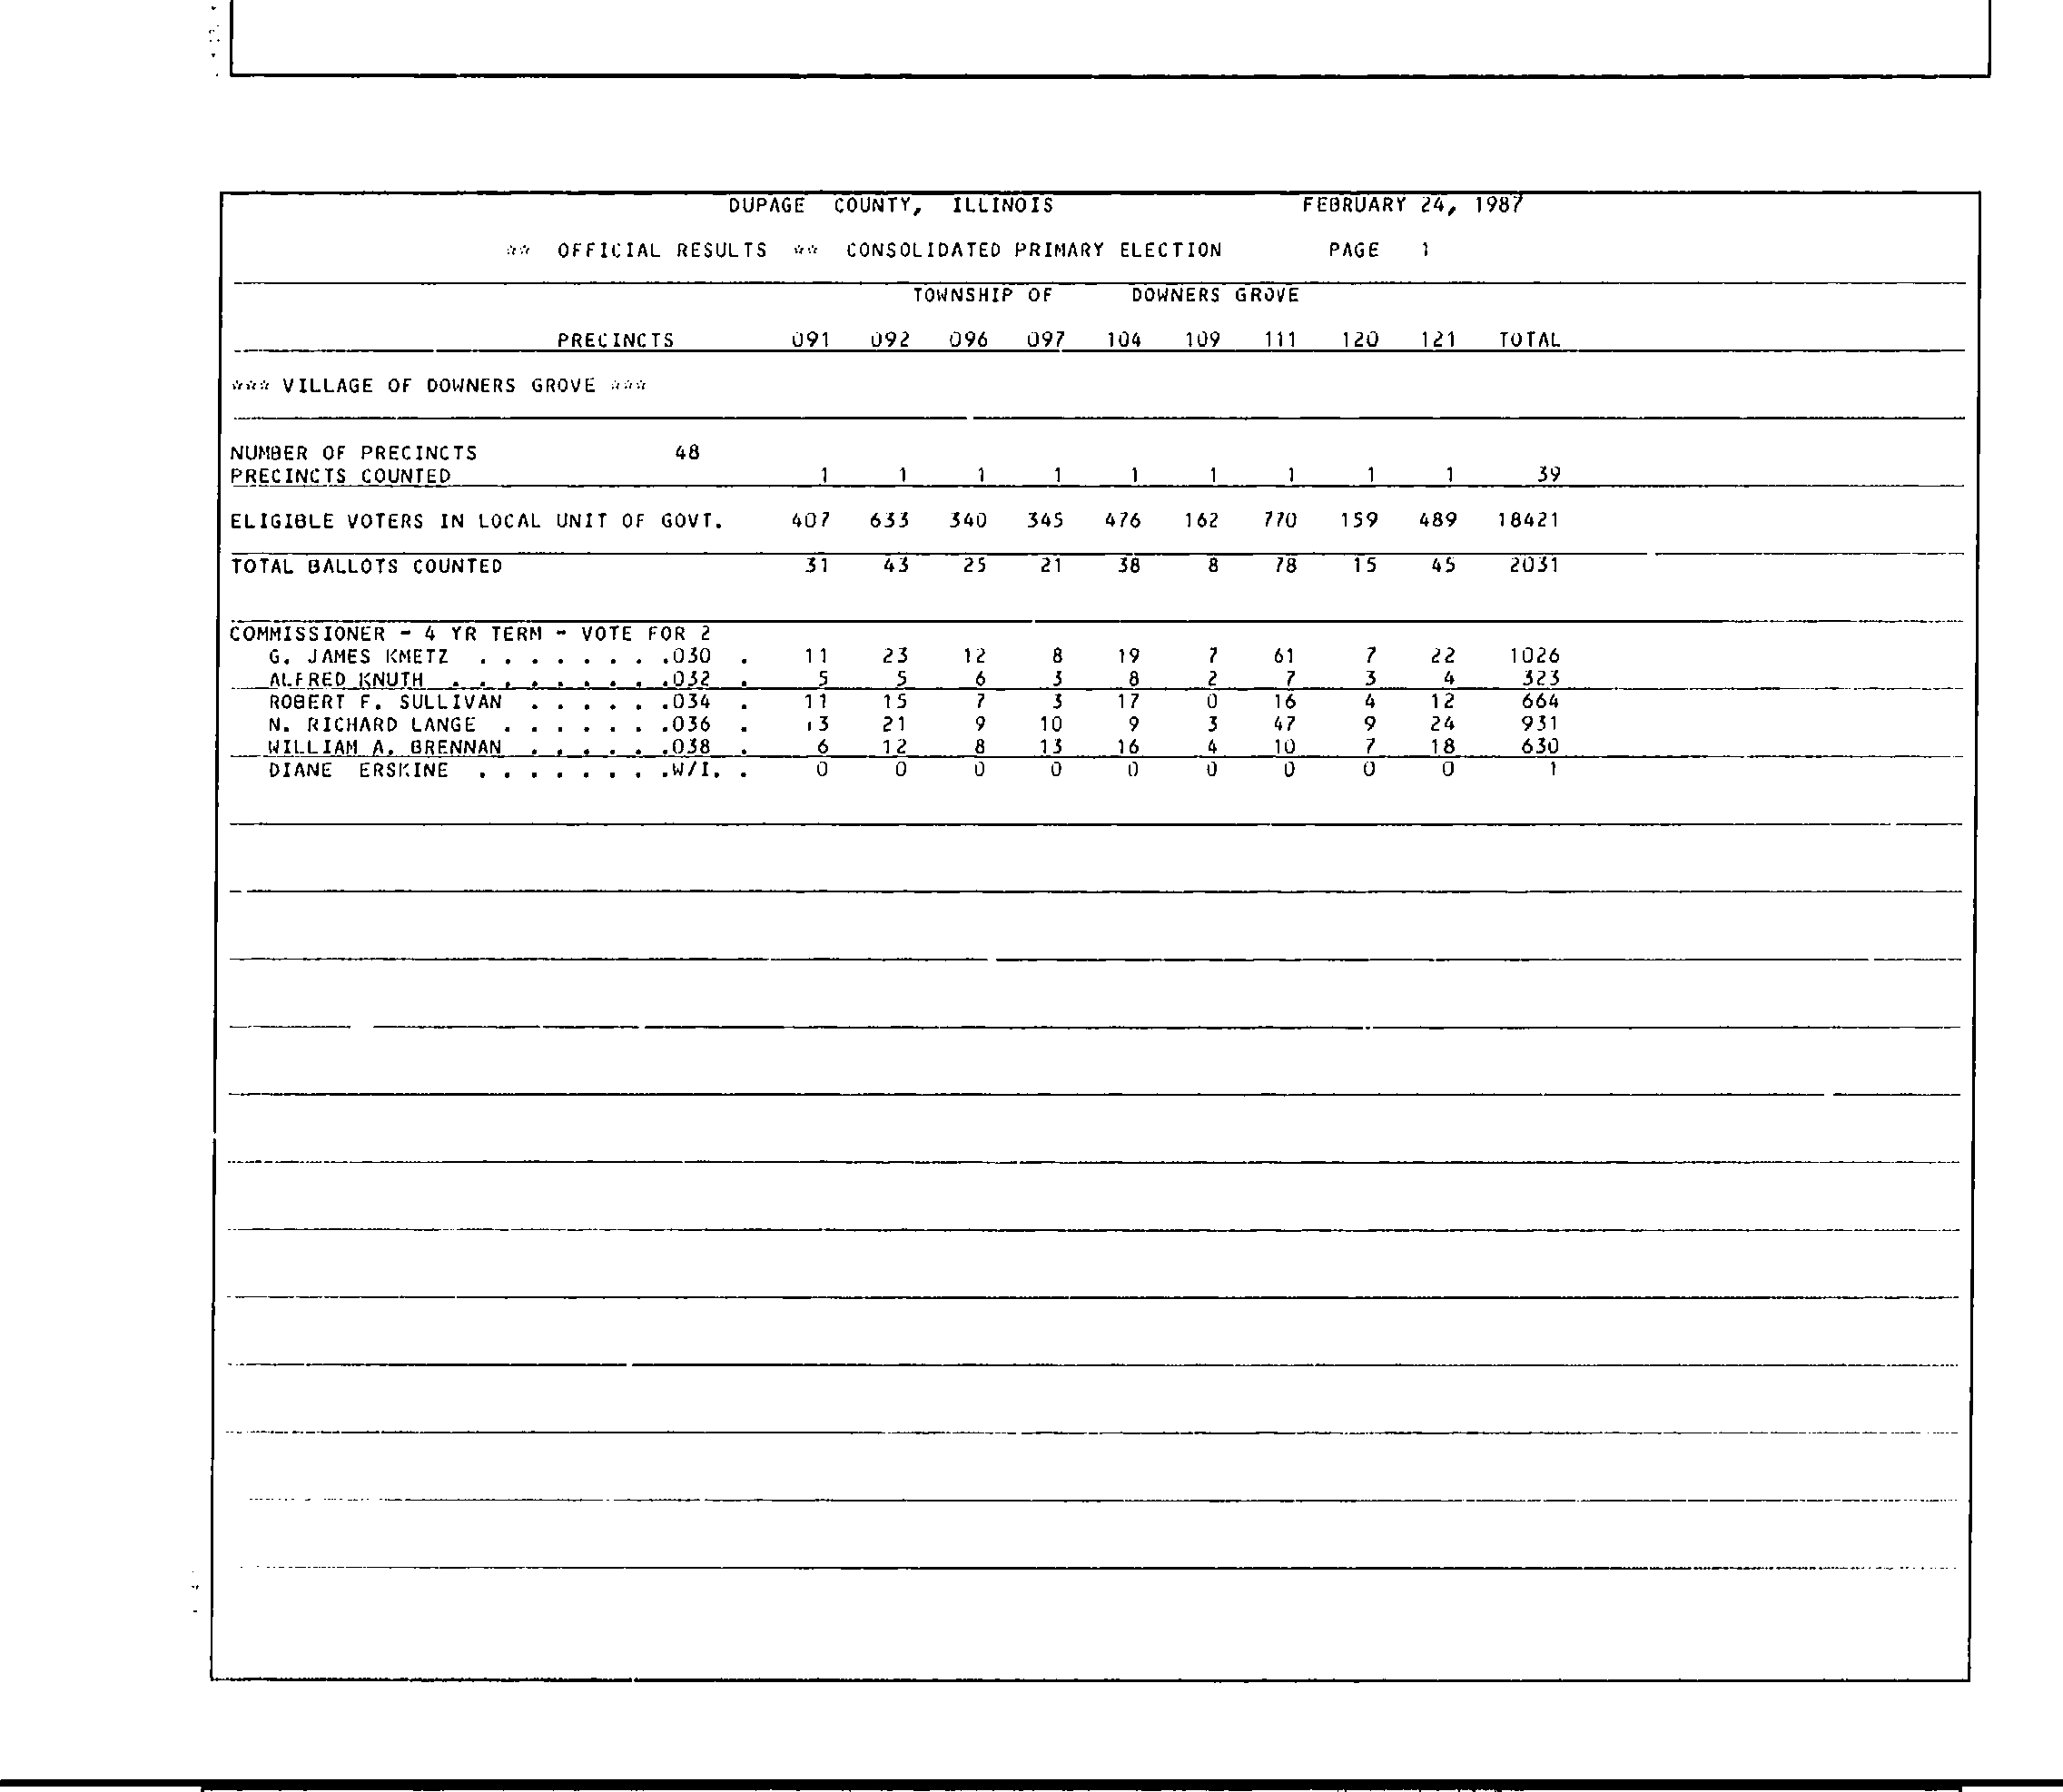 DUPAGE COUNTY, ILLINOIS FEBRUARY 24, 1987
** OFFICIAL RESULTS ** CONSOLIDATED PRIMARY ELECTION PAGE 1
TOWNSHIP OF DOWNERS GROVE
PRECINCTS 091 092 096 097 104 109 111 120 121 TOTAL
*** VILLAGE OF DOWNERS GROVE ***
NUMBER OF PRECINCTS 48
PRECINCTS COUNTED 1 1 1 1 1 1 1 1 1 39
ELIGIBLE VOTERS IN LOCAL UNIT OF GOVT. 407 633 340 345 476 162 770 159 489 18421
TOTAL BALLOTS COUNTED 31 43 25 21 38 8 78 15 45 2031
COMMISSIONER - 4 YR TERM - VOTE FOR 2
G. JAMES KMETZ . . . . . . . .030 . 11 23 12 8 19 7 61 7 22 1026
ALFRED KNUTH . . . . . . . . .032 . 5 5 6 3 8 2 7 3 4 323
ROBERT F. SULLIVAN . . . . . .034 . 11 15 7 3 17 0 16 4 12 664
N. RICHARD LANGE . . . . . . .036 . 13 21 9 10 9 3 47 9 24 931
WILLIAM A. BRENNAN . . . . . .038 . 6 12 8 13 16 4 10 7 18 630
DIANE ERSKINE . . . . . . . .W/I. . 0 0 0 0 0 0 0 0 0 1